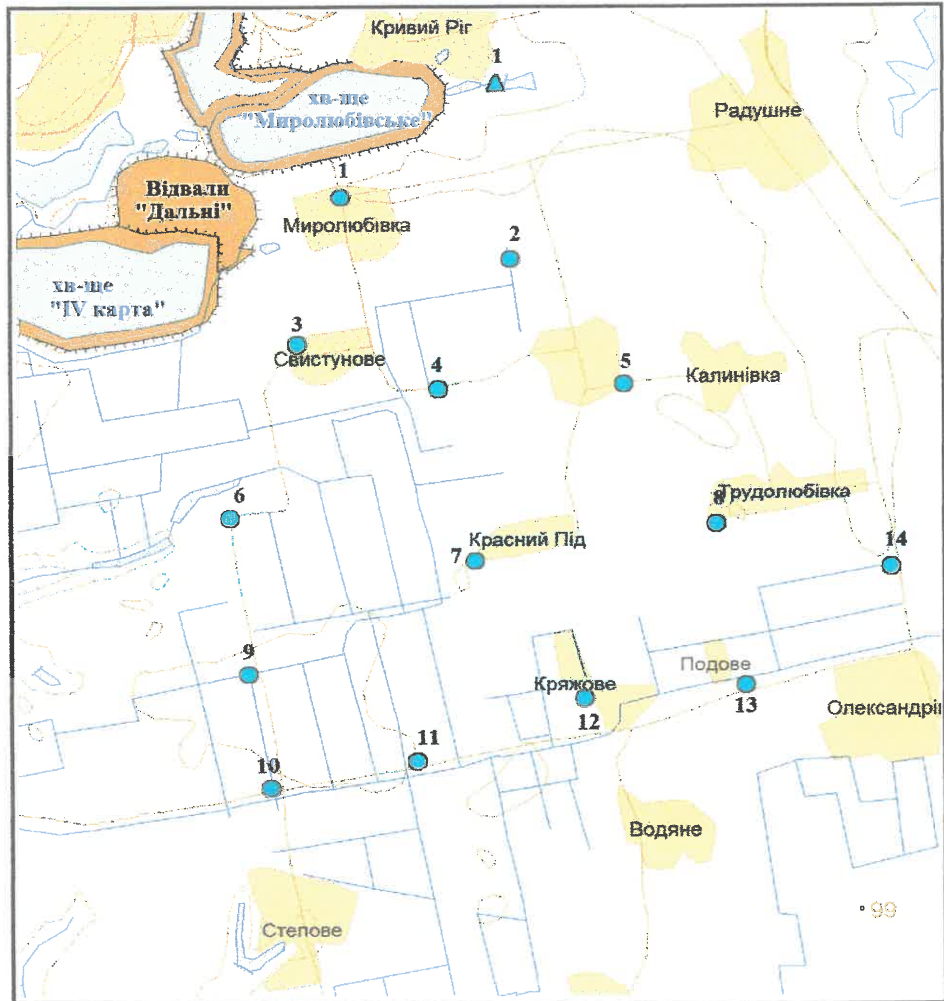 Кривий Ріг
1
хв-ще
"Миролюбівське"
Радушне
Відвали
"Дальні"
1
Миролюбівка
2
хв-ще
"IV карта"
3
Свистунове
4
5
Калинівка
6
8
Трудолюбівка
7
Красний Під
14
9
Кряжове
12
Подове
13
Олександрів
11
10
Водяне
99
Степове